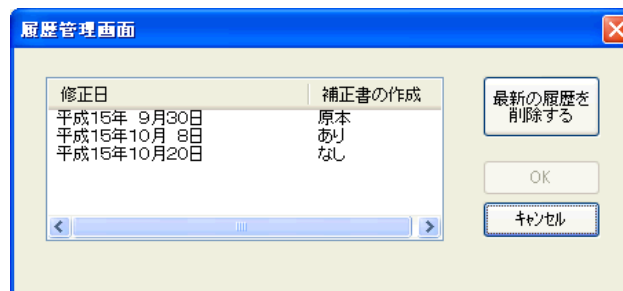 履歴管理画面
修正日 補正書の作成
平成15年 9月30日 原本
平成15年10月 8日 あり
平成15年10月20日 なし
最新の履歴を
削除する
OK
ｷｬﾝｾﾙ